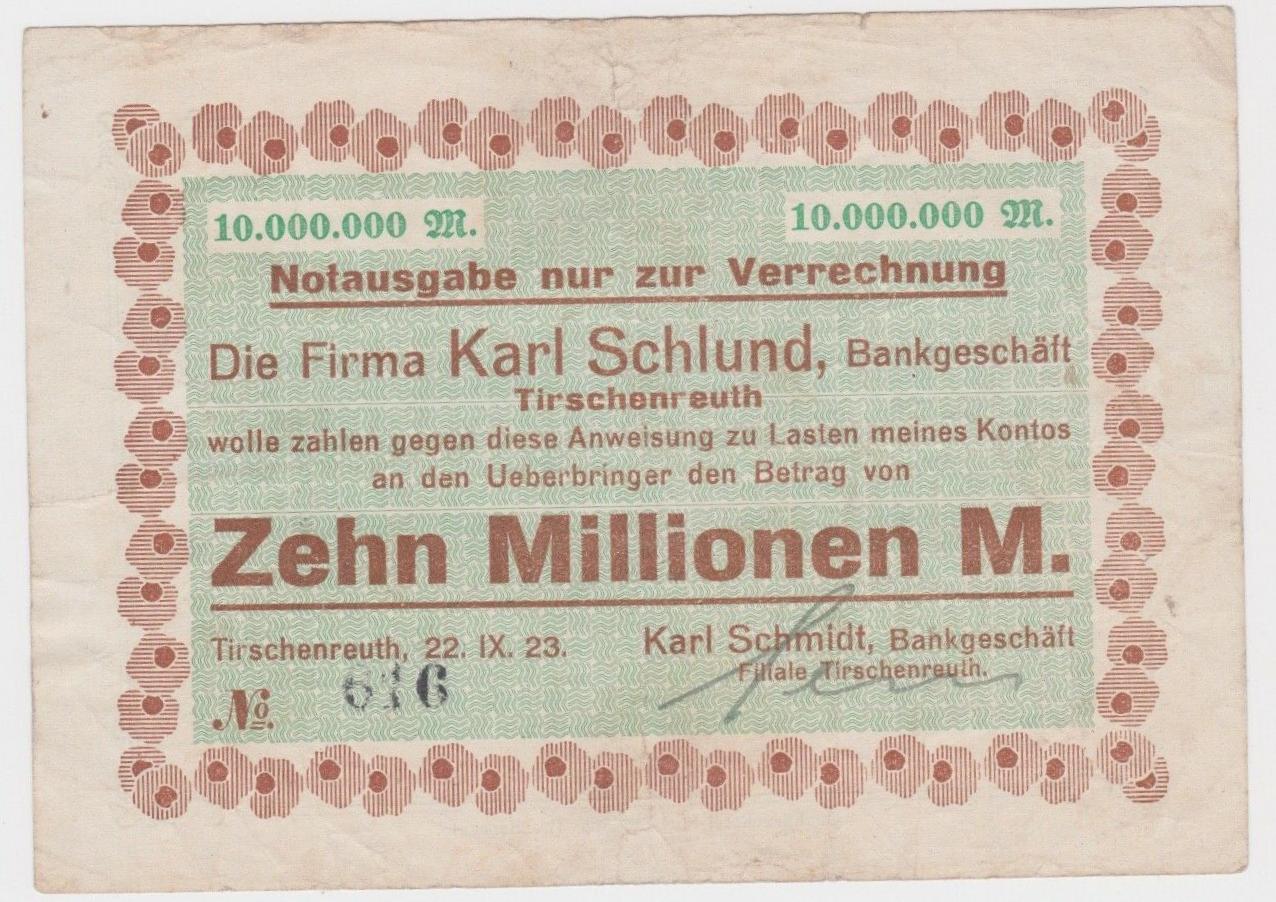 10.000.000 M. 10.000.000 M.
Notausgabe nur zur Verrechnung
Die Firma Karl Schlund, Bankgeschäft
Tirschenreuth
wolle zahlen gegen diese Anweisung zu Lasten meines Kontos
an den Ueberbringer den Betrag von
Zehn Millionen M.
Tirschenreuth, 22. IX. 23. Karl Schmidt, Bankgeschäft
Filiale Tirschenreuth.
No. 616